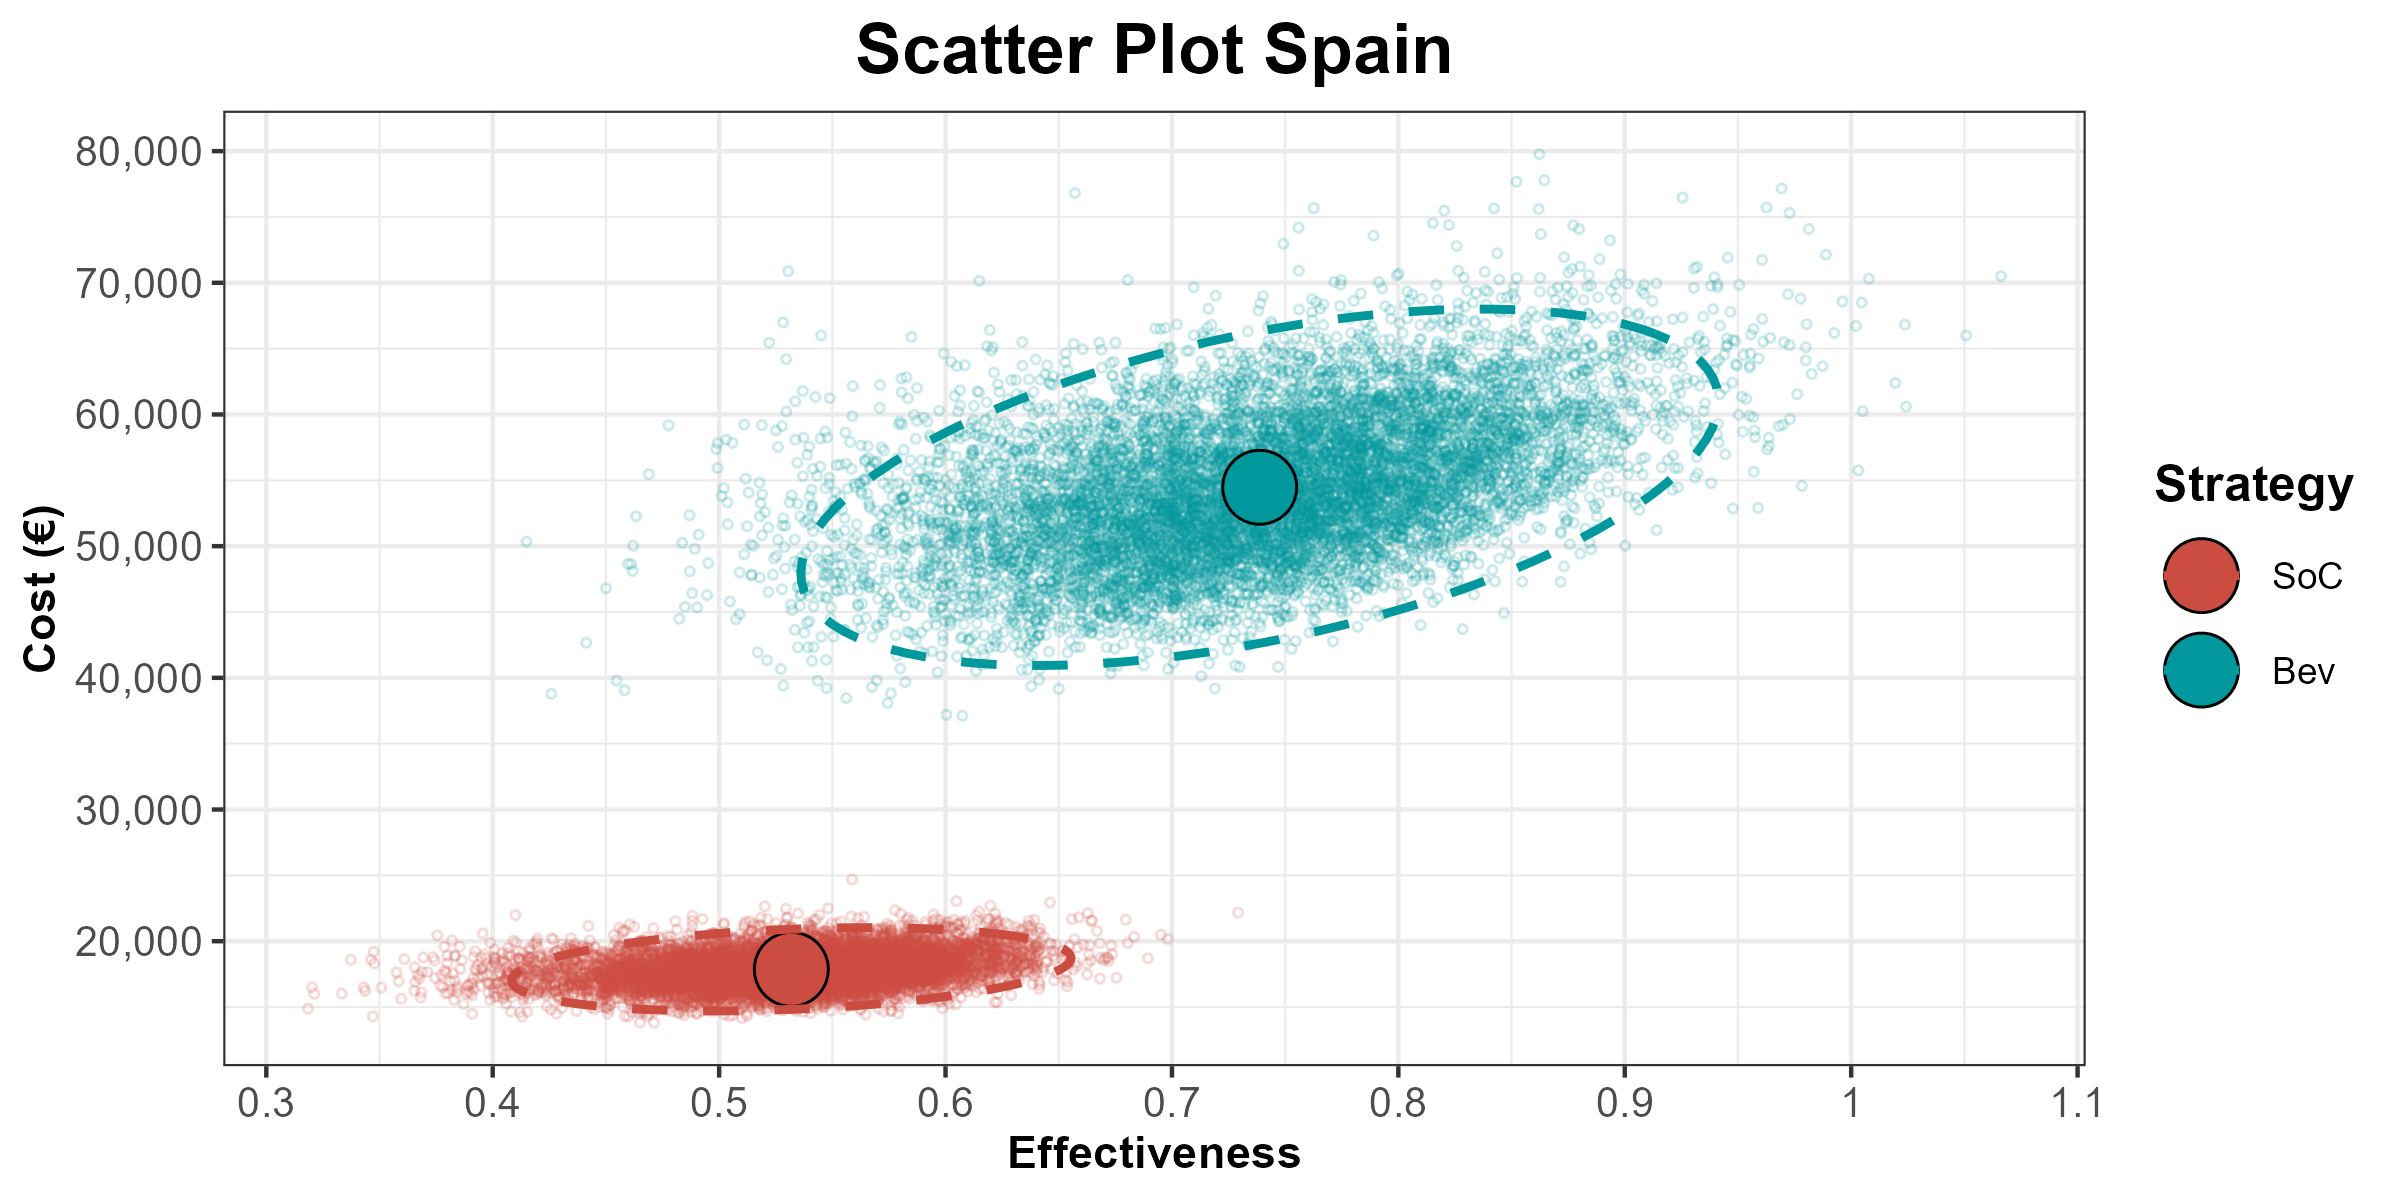 Scatter Plot Spain
Cost (€)
80,000
70,000
60,000
50,000
40,000
30,000
20,000
0.3 0.4 0.5 0.6 0.7 0.8 0.9 1 1.1
Effectiveness
Strategy
SoC
Bev